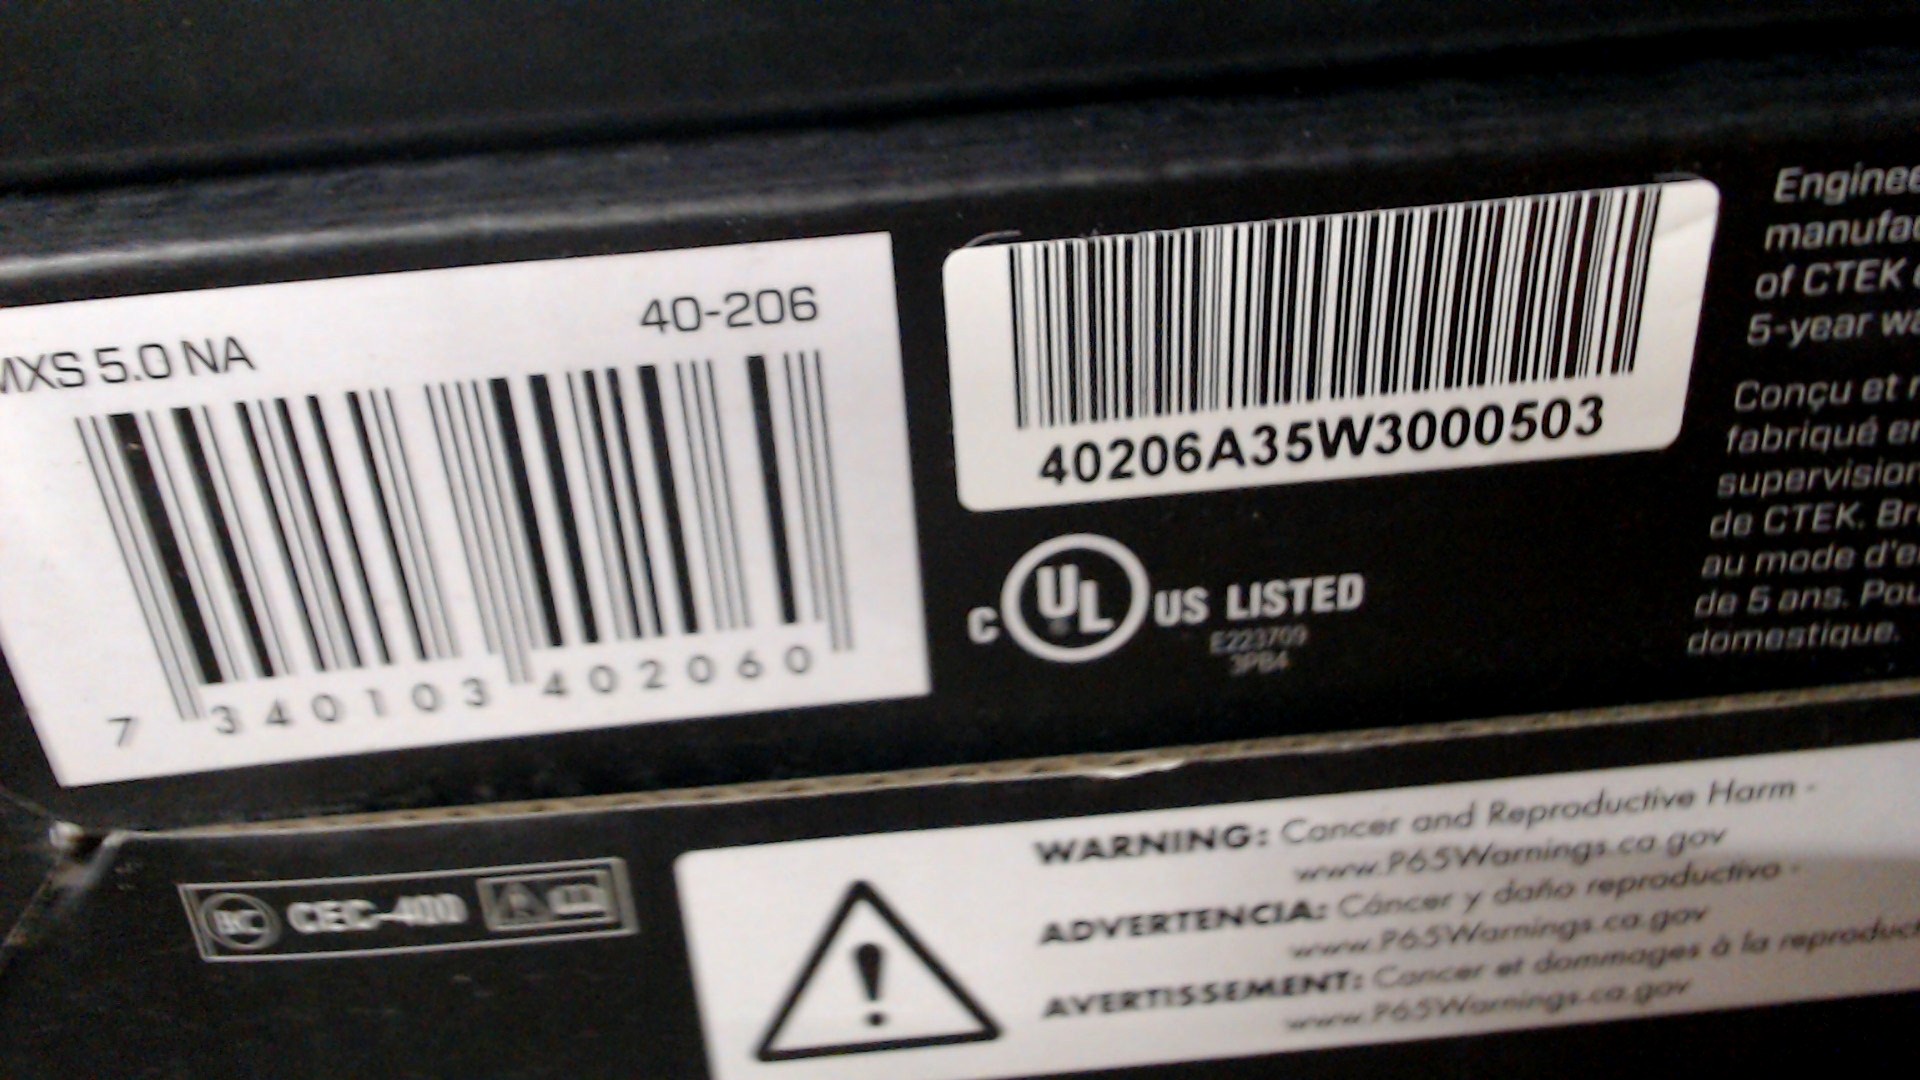 MXS 5.0 NA
40-206
7 340103 402060
40206A35W3000503
C UL US LISTED
E223709
3PB4
Enginee
manufac
of CTEK
5-year wa
Conçu et r
fabriqué en
supervision
de CTEK. Br
au mode d'e
de 5 ans. Pou
domestique.
BC CEC-400
WARNING: Cancer and Reproductive Harm -
www.P65Warnings.ca.gov
ADVERTENCIA: Cáncer y daño reproductivo -
www.P65Warnings.ca.gov
AVERTISSEMENT: Cancer et dommages à la reproduct
www.P65Warnings.ca.gov